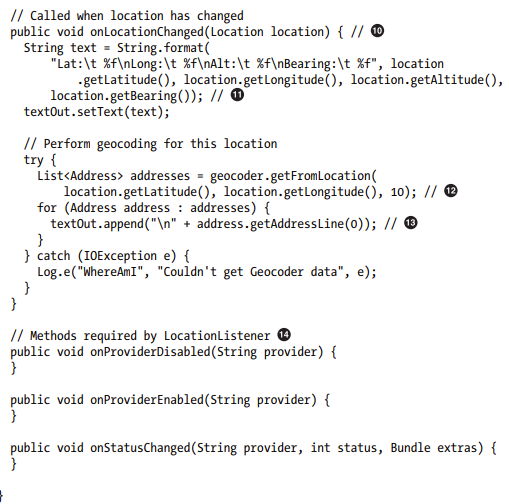 // Called when location has changed
public void onLocationChanged(Location location) { // ❿
String text = String.format(
"Lat:\t %f\nLong:\t %f\nAlt:\t %f\nBearing:\t %f", location
.getLatitude(), location.getLongitude(), location.getAltitude(),
location.getBearing()); // ⓫
textOut.setText(text);
// Perform geocoding for this location
try {
List<Address> addresses = geocoder.getFromLocation(
location.getLatitude(), location.getLongitude(), 10); // ⓬
for (Address address : addresses) {
textOut.append("\n" + address.getAddressLine(0)); // ⓭
}
} catch (IOException e) {
Log.e("WhereAmI", "Couldn't get Geocoder data", e);
}
}
// Methods required by LocationListener ⓮
public void onProviderDisabled(String provider) {
}
public void onProviderEnabled(String provider) {
}
public void onStatusChanged(String provider, int status, Bundle extras) {
}
}